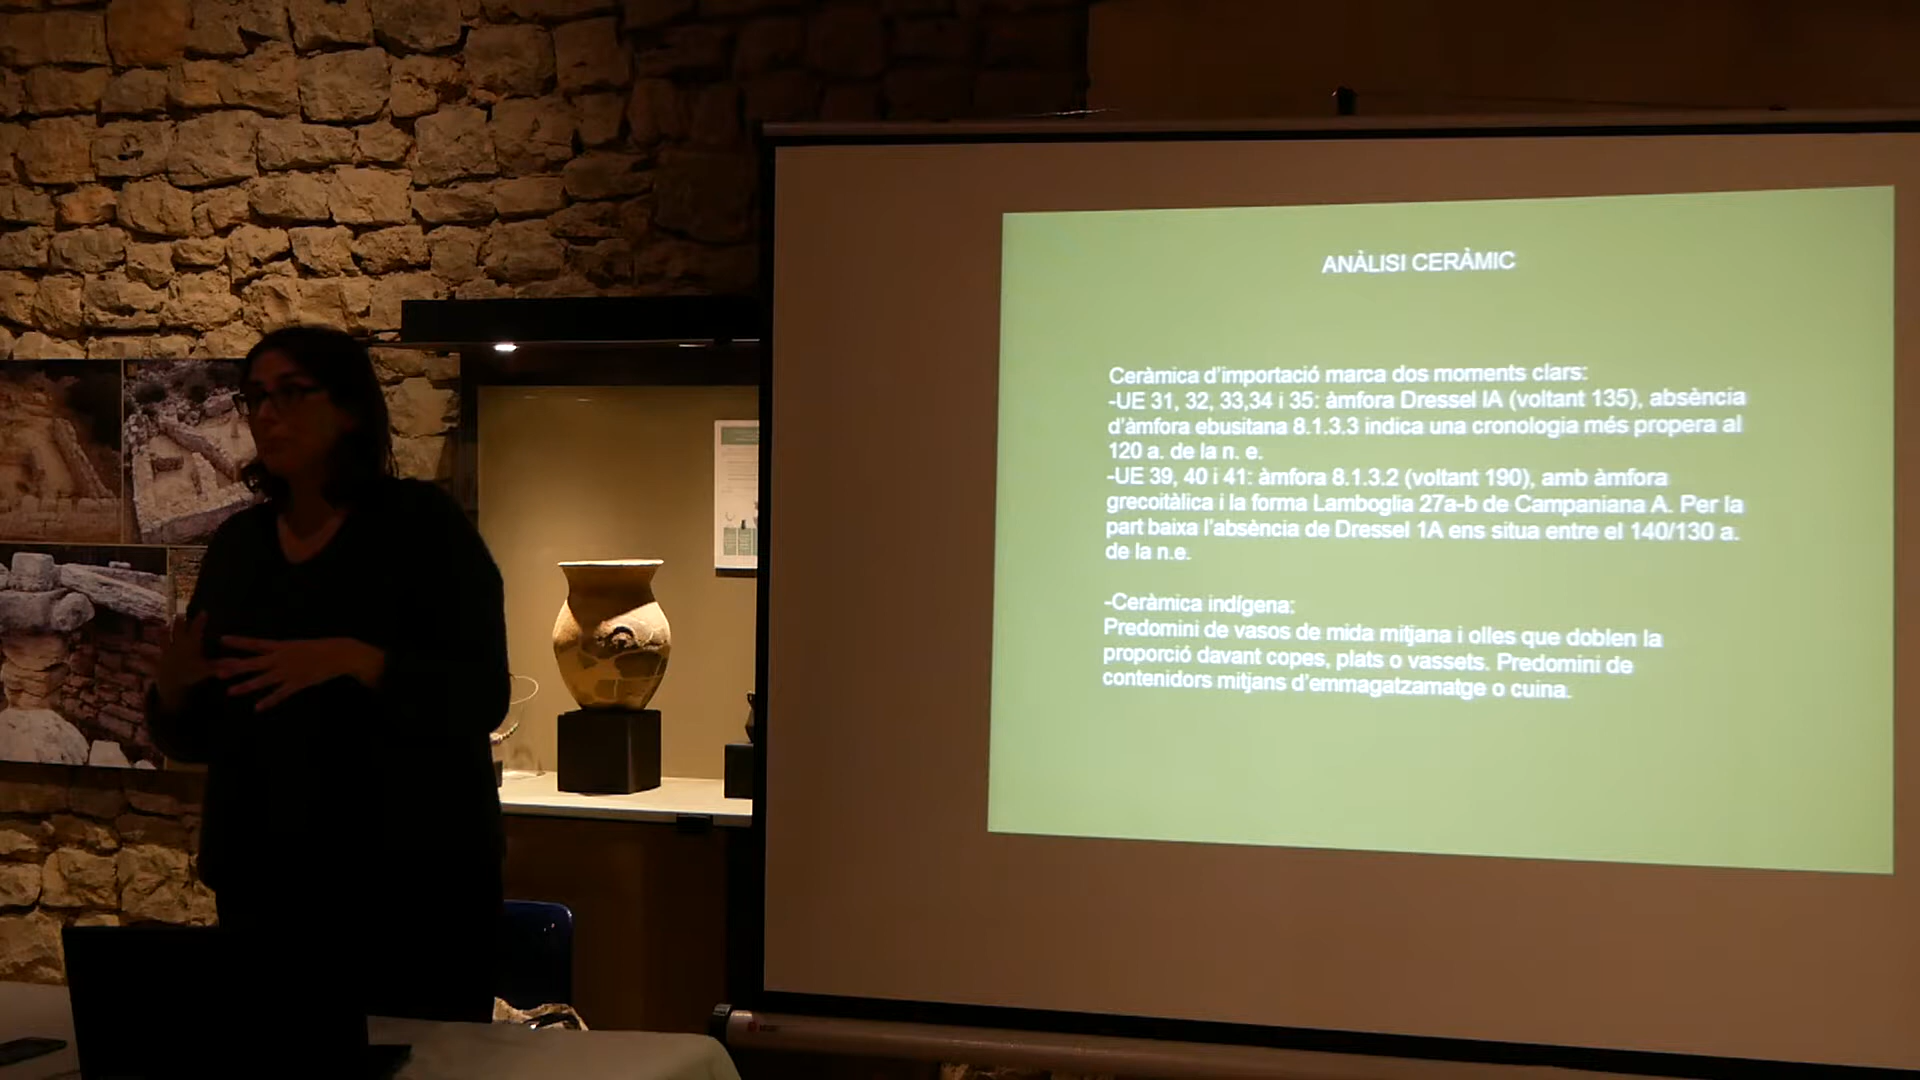 ANÀLISI CERÀMIC
Ceràmica d'importació marca dos moments clars:
-UE 31, 32, 33,34 i 35: àmfora Dressel IA (voltant 135), absència
d'àmfora ebusitana 8.1.3.3 indica una cronologia més propera al
120 a. de la n. e.
-UE 39, 40 i 41: àmfora 8.1.3.2 (voltant 190), amb àmfora
grecoitàlica i la forma Lamboglia 27a-b de Campaniana A. Per la
part baixa l'absència de Dressel 1A ens situa entre el 140/130 a.
de la n.e.
-Ceràmica indígena:
Predomini de vasos de mida mitjana i olles que doblen la
proporció davant copes, plats o vassets. Predomini de
contenidors mitjans d'emmagatzamatge o cuina.